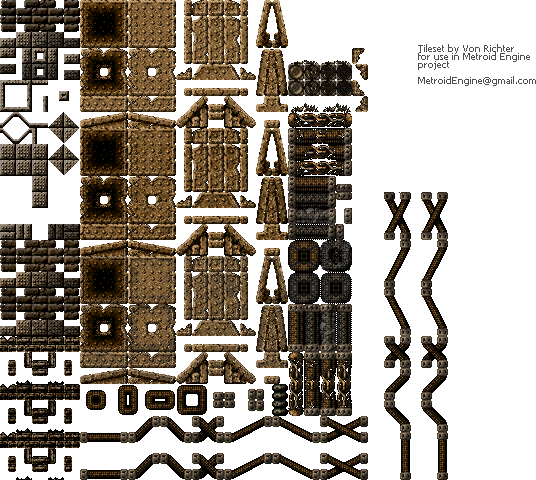 Tileset by Von Richter
for use in Metroid Engine
project
MetroidEngine@gmail.com